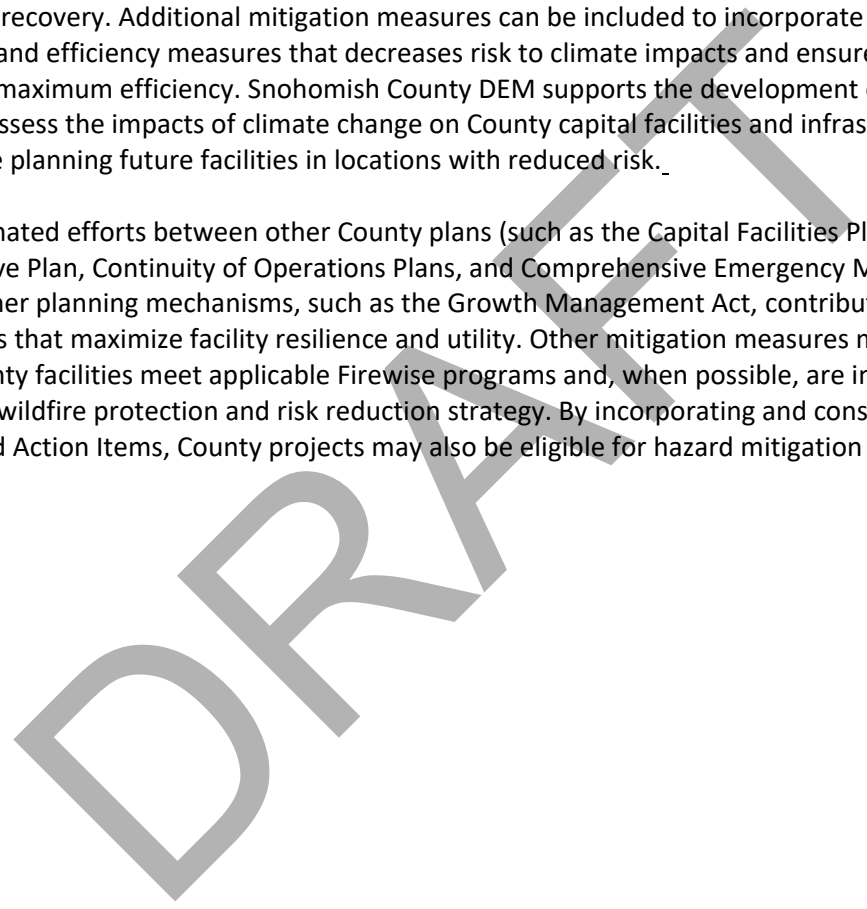 recovery. Additional mitigation measures can be included to incorporate
and efficiency measures that decreases risk to climate impacts and ensure
maximum efficiency. Snohomish County DEM supports the development
ssess the impacts of climate change on County capital facilities and infras
planning future facilities in locations with reduced risk.
nated efforts between other County plans (such as the Capital Facilities Pl
ve Plan, Continuity of Operations Plans, and Comprehensive Emergency M
ner planning mechanisms, such as the Growth Management Act, contribut
s that maximize facility resilience and utility. Other mitigation measures m
nty facilities meet applicable Firewise programs and, when possible, are in
wildfire protection and risk reduction strategy. By incorporating and cons
d Action Items, County projects may also be eligible for hazard mitigation
DRAFT